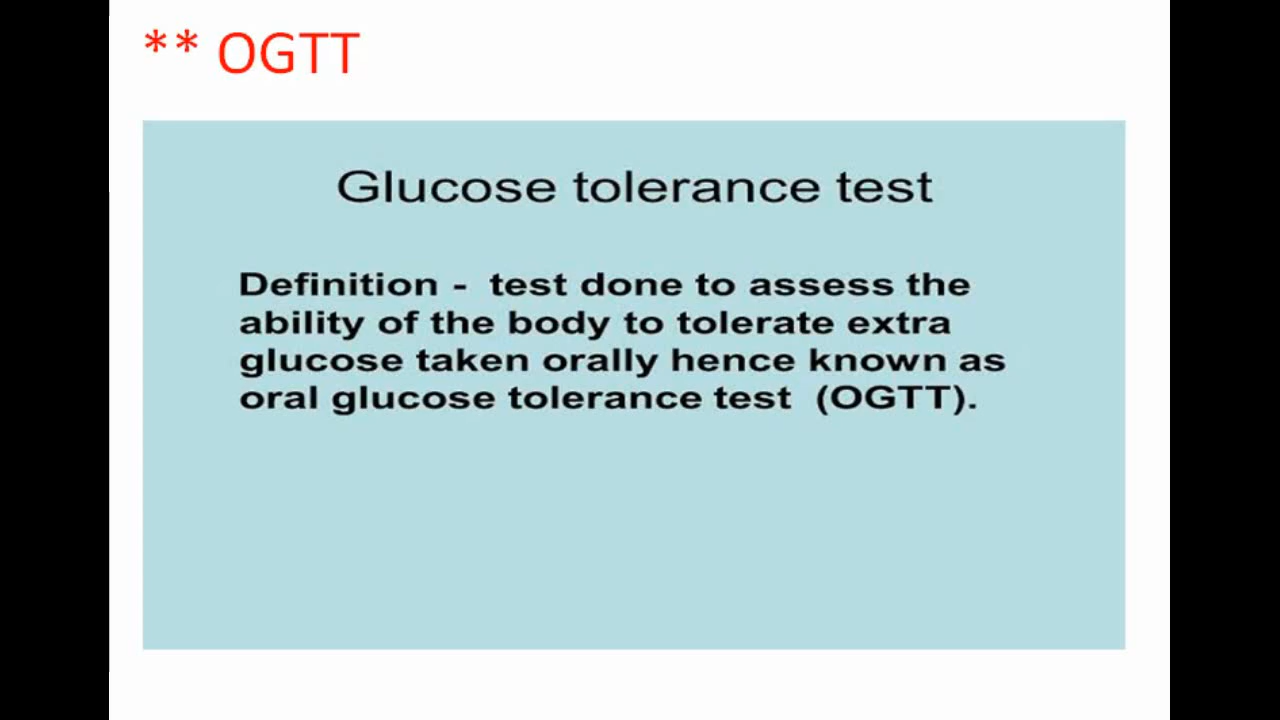 ** OGTT
Glucose tolerance test
Definition - test done to assess the
ability of the body to tolerate extra
glucose taken orally hence known as
oral glucose tolerance test (OGTT).